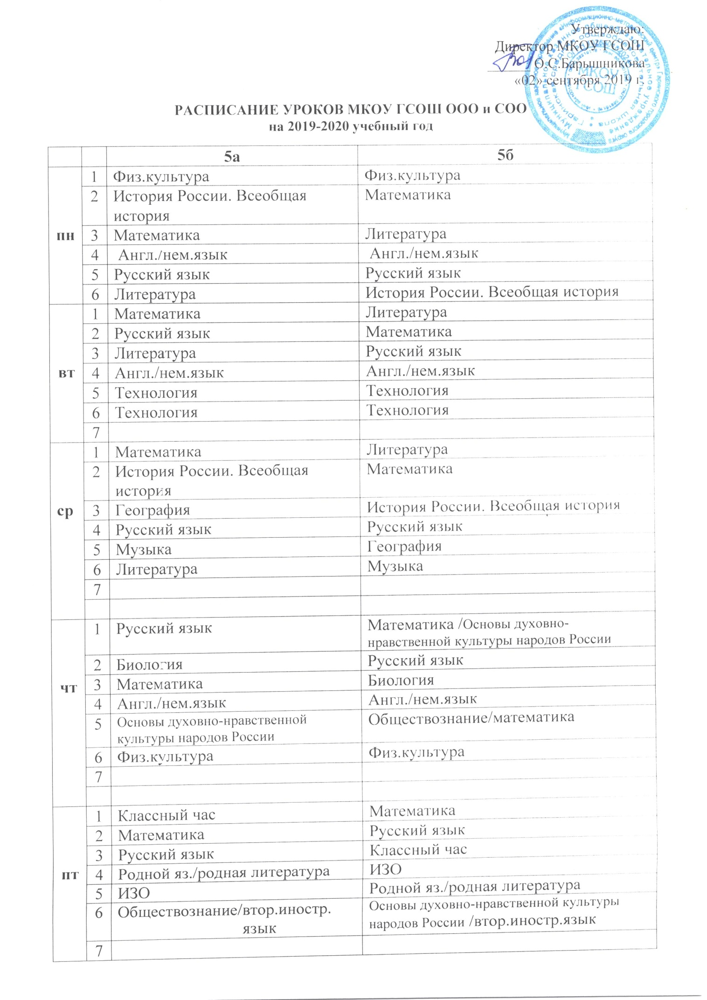 Утверждаю:
Директор МКОУ ГСОШ
О.С.Барышникова
«02» сентября 2019 г.
МКОУ
ГСОШ
РАСПИСАНИЕ УРОКОВ МКОУ ГСОШ ООО и СОО
на 2019-2020 учебный год
5а 5б
пн
1 Физ.культура Физ.культура
2 История России. Всеобщая Математика
история
3 Математика Литература
4 Англ./нем.язык Англ./нем.язык
5 Русский язык Русский язык
6 Литература История России. Всеобщая история
вт
1 Математика Литература
2 Русский язык Математика
3 Литература Русский язык
4 Англ./нем.язык Англ./нем.язык
5 Технология Технология
6 Технология Технология
7
ср
1 Математика Литература
2 История России. Всеобщая Математика
история
3 География История России. Всеобщая история
4 Русский язык Русский язык
5 Музыка География
6 Литература Музыка
7
чт
1 Русский язык Математика /Основы духовно-
нравственной культуры народов России
2 Биология Русский язык
3 Математика Биология
4 Англ./нем.язык Англ./нем.язык
5 Основы духовно-нравственной Обществознание/математика
культуры народов России
6 Физ.культура Физ.культура
7
пт
1 Классный час Математика
2 Математика Русский язык
3 Русский язык Классный час
4 Родной яз./родная литература ИЗО
5 ИЗО Родной яз./родная литература
6 Обществознание/втор.иностр. Основы духовно-нравственной культуры
язык народов России /втор.иностр.язык
7